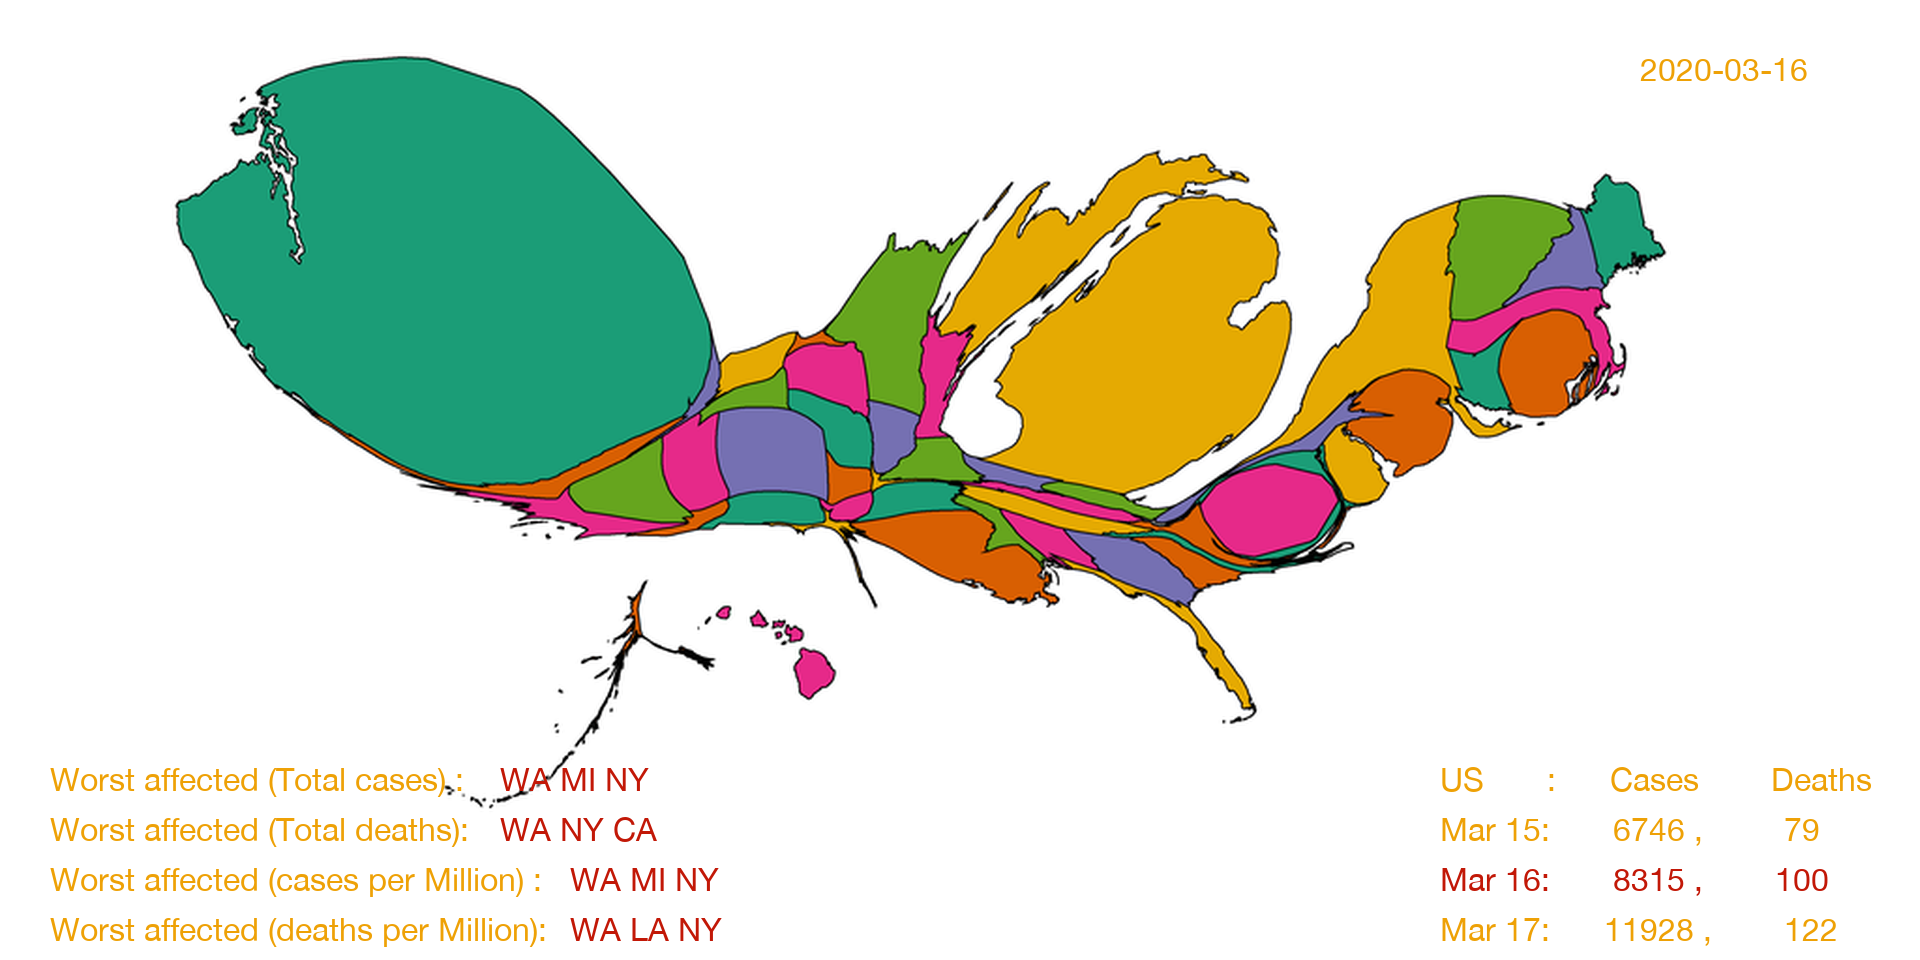 2020-03-16
Worst affected (Total cases) : WA MI NY
Worst affected (Total deaths): WA NY CA
Worst affected (cases per Million) : WA MI NY
Worst affected (deaths per Million): WA LA NY
US : Cases Deaths
Mar 15: 6746 , 79
Mar 16: 8315 , 100
Mar 17: 11928 , 122